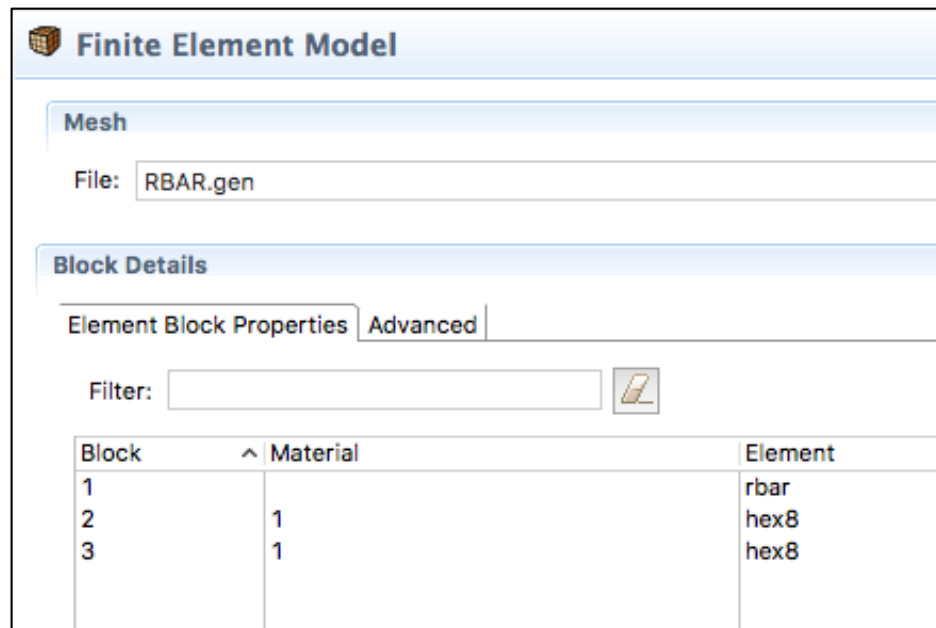 Finite Element Model
Mesh
File: RBAR.gen
Block Details
Element Block Properties Advanced
Filter:
Block Material Element
1 rbar
2 1 hex8
3 1 hex8